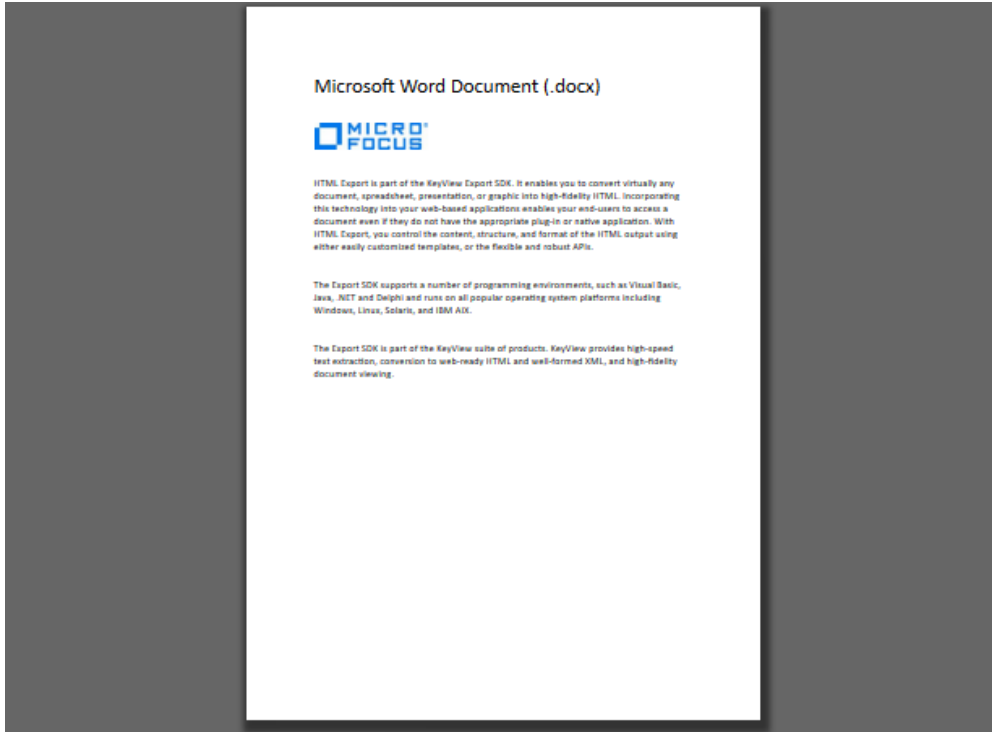 Microsoft Word Document (.docx)
MICRO
FOCUS
HTML Export is part of the KeyView Export SDK. It enables you to convert virtually any
document, spreadsheet, presentation, or graphic into high-fidelity HTML. Incorporating
this technology into your web-based applications enables your end-users to access a
document even if they do not have the appropriate plug-in or native application. With
HTML Export, you control the content, structure, and format of the HTML output using
either easily customized templates, or the flexible and robust APIs.
The Export SDK supports a number of programming environments, such as Visual Basic,
Java, .NET and Delphi and runs on all popular operating system platforms including
Windows, Linux, Solaris, and IBM AIX.
The Export SDK is part of the KeyView suite of products. KeyView provides high-speed
text extraction, conversion to web-ready HTML and well-formed XML, and high-fidelity
document viewing.